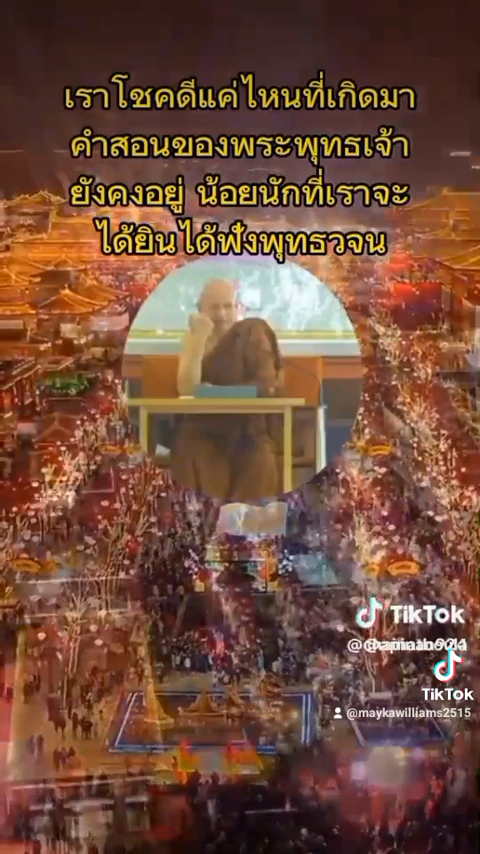 เราโชคดีแค่ไหนที่เกิดมา
คำสอนของพระพุทธเจ้า
ยังคงอยู่ น้อยนักที่เราจะ
ได้ยินได้ฟังพุทธวจน
TikTok
TikTok
@maykawilliams2515